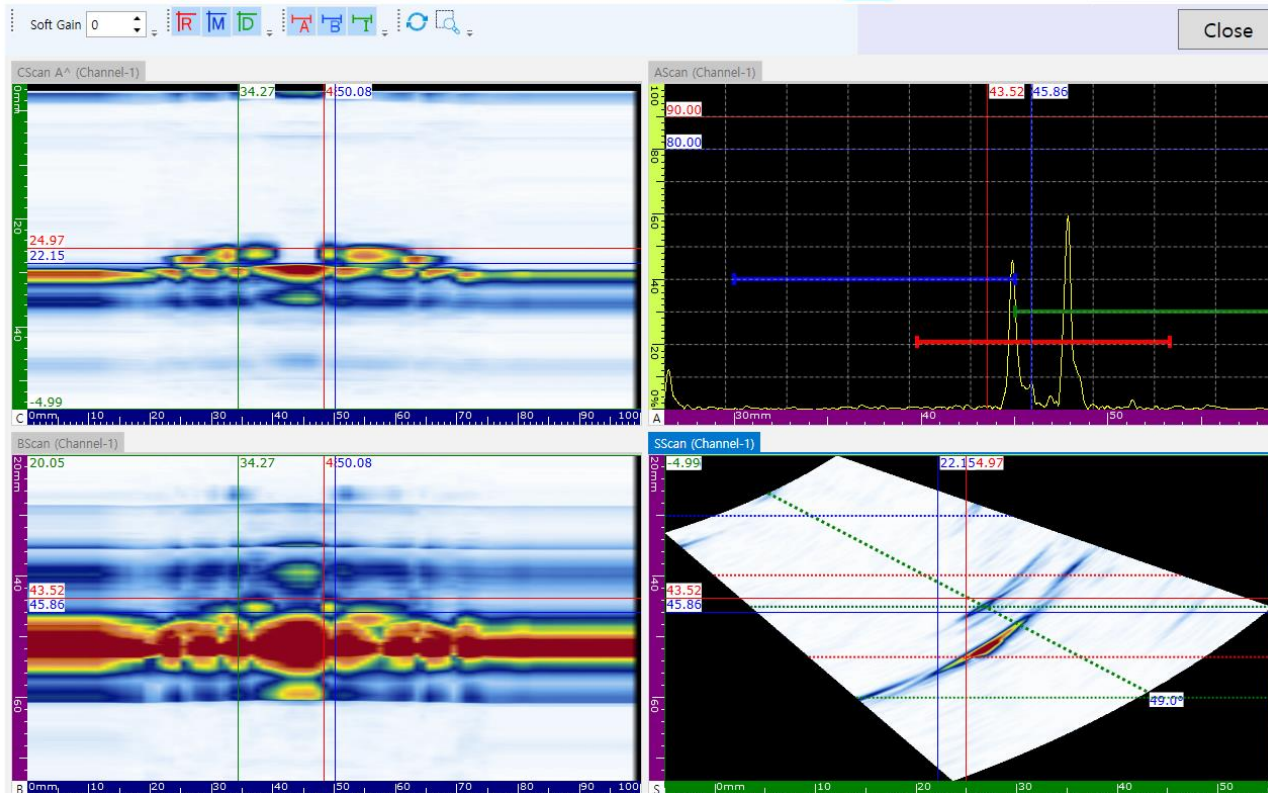 Soft Gain 0 R M D A B T Close
CScan A^ (Channel-1)
0mm 34.27 50.08
20
24.97
22.15
40
-4.99
C 0mm 10 20 30 40 50 60 70 80 90 100
AScan (Channel-1)
100 43.52 45.86
90.00
80 80.00
60
40
20
0%
A 30mm 40 50
BScan (Channel-1)
20mm 20.05 34.27 50.08
40
43.52
45.86
60
B 0mm 10 20 30 40 50 60 70 80 90 100
SScan (Channel-1)
20mm -4.99 22.15 4.97
40
43.52
45.86
60 49.0°
S 0mm 10 20 30 40 50